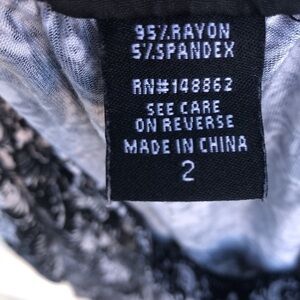 95%RAYON
5%SPANDEX
RN#148862
SEE CARE
ON REVERSE
MADE IN CHINA
2